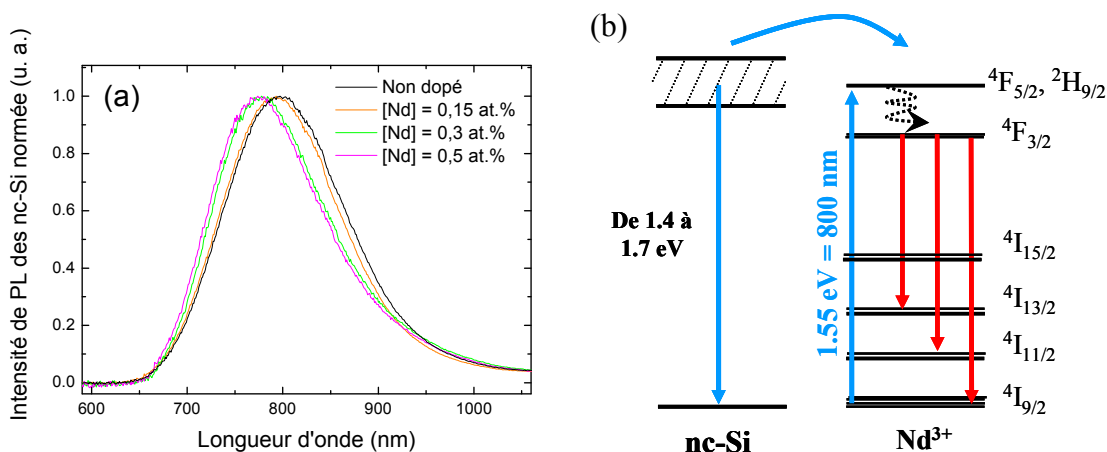 (a)
Non dopé
[Nd] = 0,15 at.%
[Nd] = 0,3 at.%
[Nd] = 0,5 at.%
Intensité de PL des nc-Si normée (u. a.)
1.0
0.8
0.6
0.4
0.2
0.0
600 700 800 900 1000
Longueur d'onde (nm)
(b)
De 1.4 à
1.7 eV
nc-Si
1.55 eV = 800 nm
⁴F₅/₂, ²H₉/₂
⁴F₃/₂
⁴I₁₅/₂
⁴I₁₃/₂
⁴I₁₁/₂
⁴I₉/₂
Nd³⁺